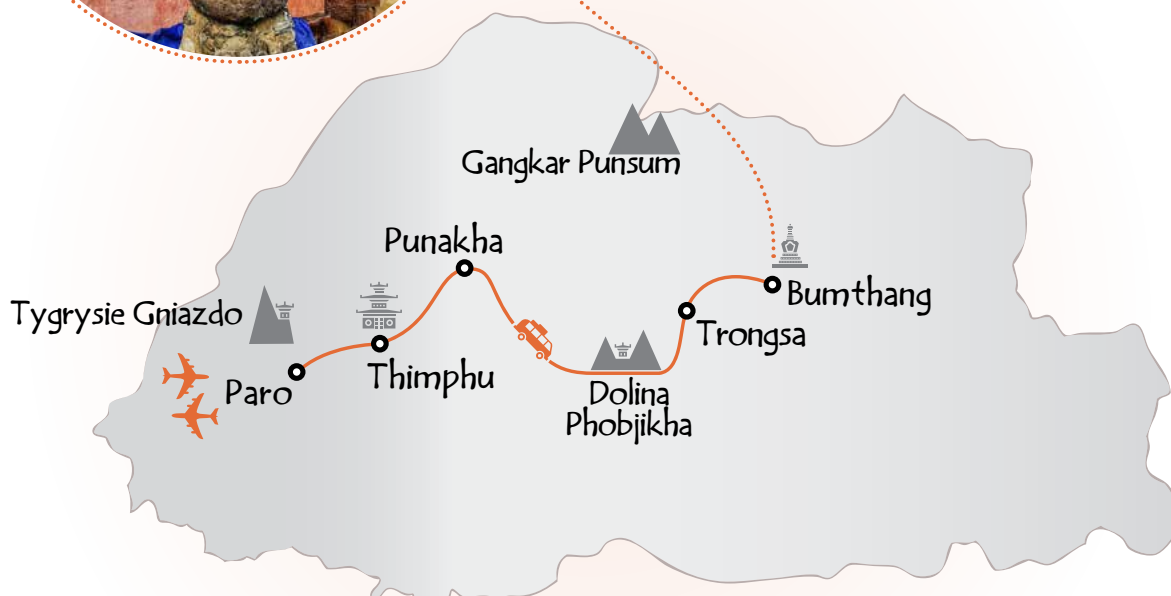 Gangkar Punsum
Punakha
Bumthang
Tygrysie Gniazdo
Trongsa
Thimphu
Paro
Dolina
Phobjikha